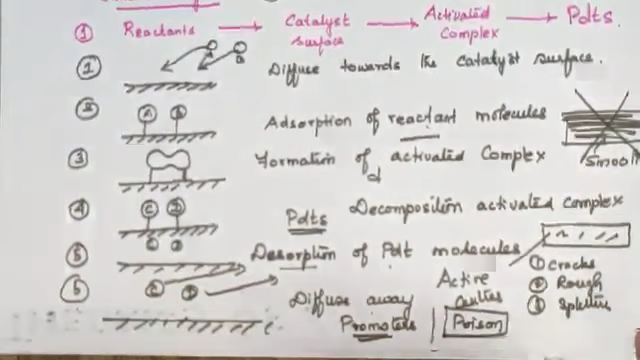 ① Reactants → Catalyst surface → Activated Complex → Pdts.
① Diffuse towards the catalyst surface.
② A B Adsorption of reactant molecules
Smooth
③ Formation of activated Complex
④ C D Pdts Decomposition activated complex
⑤ Desorption of Pdt molecules
⑥ Diffuse away
Active centres
① Cracks
② Rough
③
Promoters | Poison